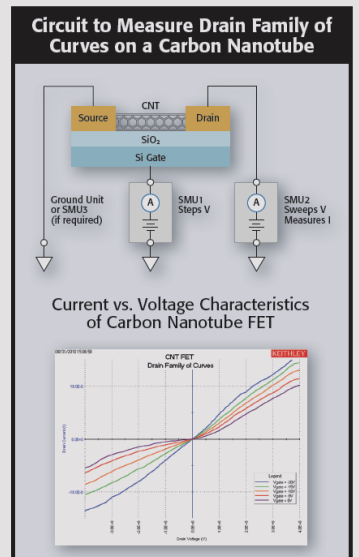 Circuit to Measure Drain Family of
Curves on a Carbon Nanotube
CNT
Source
Drain
SiO₂
Si Gate
Ground Unit
or SMU3
(if required)
A
SMU1
Steps V
A
SMU2
Sweeps V
Measures I
Current vs. Voltage Characteristics
of Carbon Nanotube FET
KEITHLEY
CNT FET
Drain Family of Curves
Legend
Drain Voltage (V)